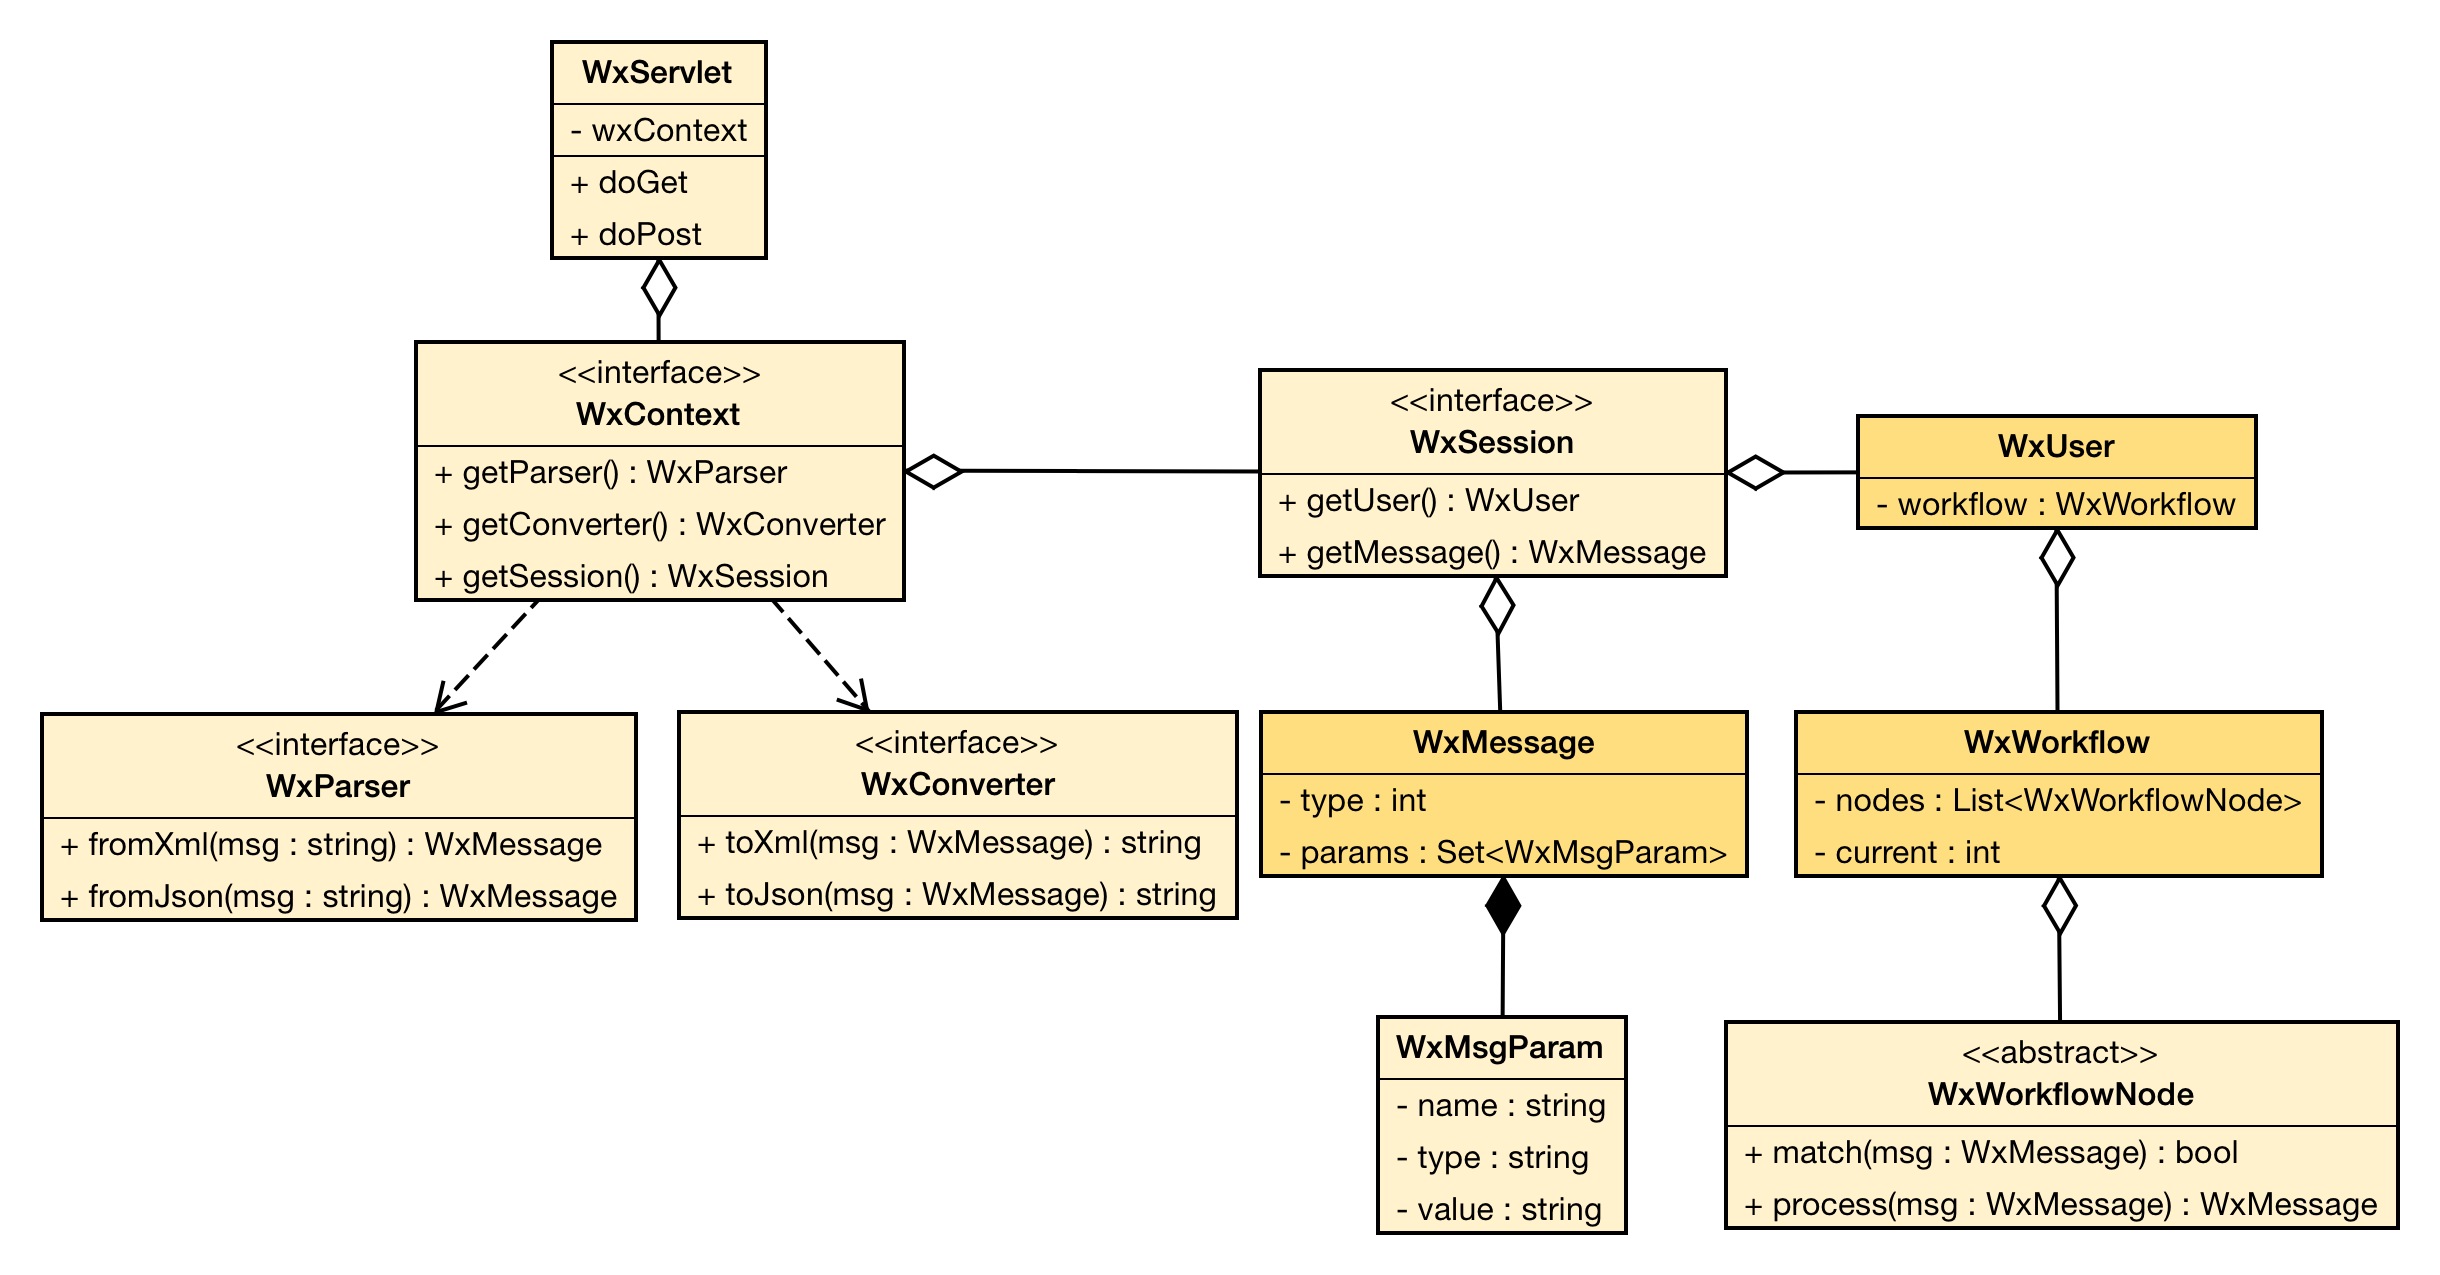 WxServlet
- wxContext
+ doGet
+ doPost
<<interface>>
WxContext
+ getParser() : WxParser
+ getConverter() : WxConverter
+ getSession() : WxSession
<<interface>>
WxSession
+ getUser() : WxUser
+ getMessage() : WxMessage
WxUser
- workflow : WxWorkflow
<<interface>>
WxParser
+ fromXml(msg : string) : WxMessage
+ fromJson(msg : string) : WxMessage
<<interface>>
WxConverter
+ toXml(msg : WxMessage) : string
+ toJson(msg : WxMessage) : string
WxMessage
- type : int
- params : Set<WxMsgParam>
WxWorkflow
- nodes : List<WxWorkflowNode>
- current : int
WxMsgParam
- name : string
- type : string
- value : string
<<abstract>>
WxWorkflowNode
+ match(msg : WxMessage) : bool
+ process(msg : WxMessage) : WxMessage